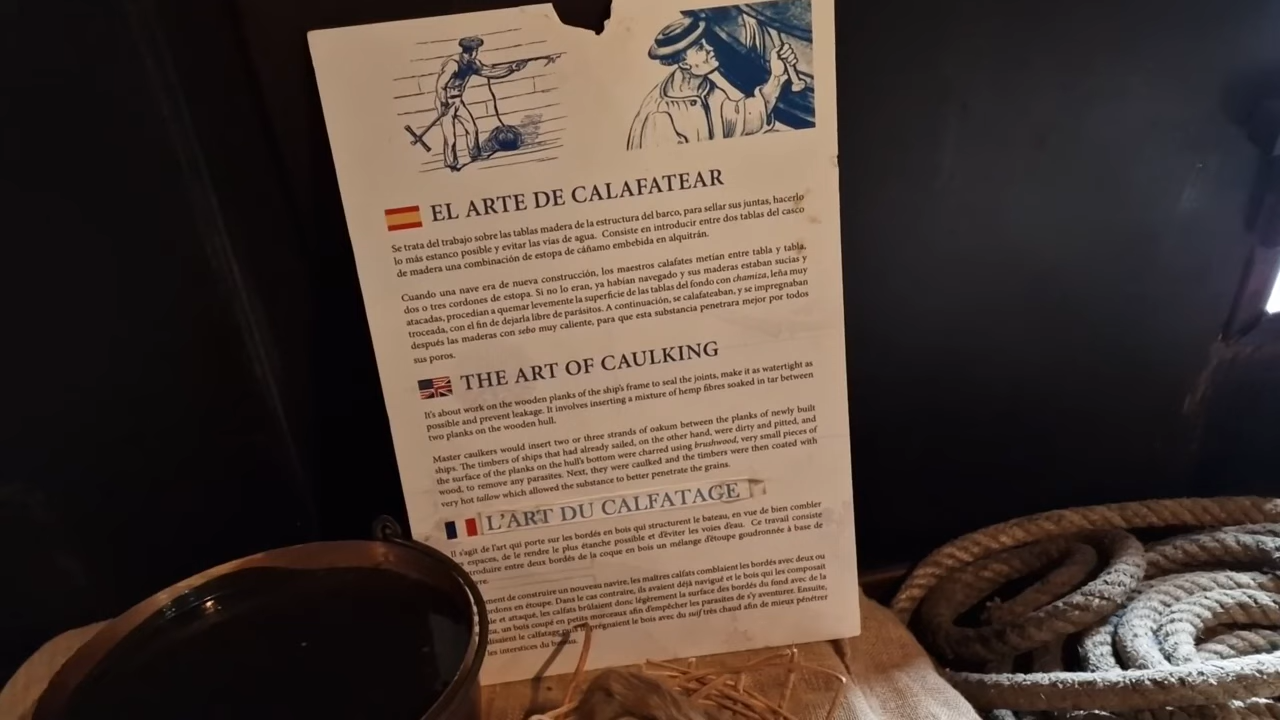 EL ARTE DE CALAFATEAR
Se trata del trabajo sobre las tablas madera de la estructura del barco, para sellar sus juntas, hacerlo
lo más estanco posible y evitar las vías de agua. Consiste en introducir entre dos tablas del casco
de madera una combinación de estopa de cáñamo embebida en alquitrán.
Cuando una nave era de nueva construcción, los maestros calafates metían entre tabla y tabla,
dos o tres cordones de estopa. Si no lo eran, ya habían navegado y sus maderas estaban sucias y
atacadas, procedían a quemar levemente la superficie de las tablas del fondo con chamiza, leña muy
troceada, con el fin de dejarla libre de parásitos. A continuación, se calafateaban, y se impregnaban
después las maderas con sebo muy caliente, para que esta substancia penetrara mejor por todos
sus poros.
THE ART OF CAULKING
It's about work on the wooden planks of the ship's frame to seal the joints, make it as watertight as
possible and prevent leakage. It involves inserting a mixture of hemp fibres soaked in tar between
two planks on the wooden hull.
Master caulkers would insert two or three strands of oakum between the planks of newly built
ships. The timbers of ships that had already sailed, on the other hand, were dirty and pitted, and
the surface of the planks on the hull's bottom were charred using brushwood, very small pieces of
wood, to remove any parasites. Next, they were caulked and the timbers were then coated with
very hot tallow which allowed the substance to better penetrate the grains.
L'ART DU CALFATAGE
Il s'agit de l'art qui porte sur les bordés en bois qui structurent le bateau, en vue de bien combler
espaces, de le rendre le plus étanche possible et d'éviter les voies d'eau. Ce travail consiste
troduire entre deux bordés de la coque en bois un mélange d'étoupe goudronnée à base de
vre.
ment de construire un nouveau navire, les maîtres calfats comblaient les bordés avec deux ou
rdons en étoupe. Dans le cas contraire, ils avaient déjà navigué et le bois qui les composait
le et attaqué, les calfats brûlaient donc légèrement la surface des bordés du fond avec de la
un bois coupé en petits morceaux afin d'empêcher les parasites de s'y aventurer. Ensuite,
lisaient le calfatage puis imprégnaient le bois avec du suif très chaud afin de mieux pénétrer
les interstices du bateau.